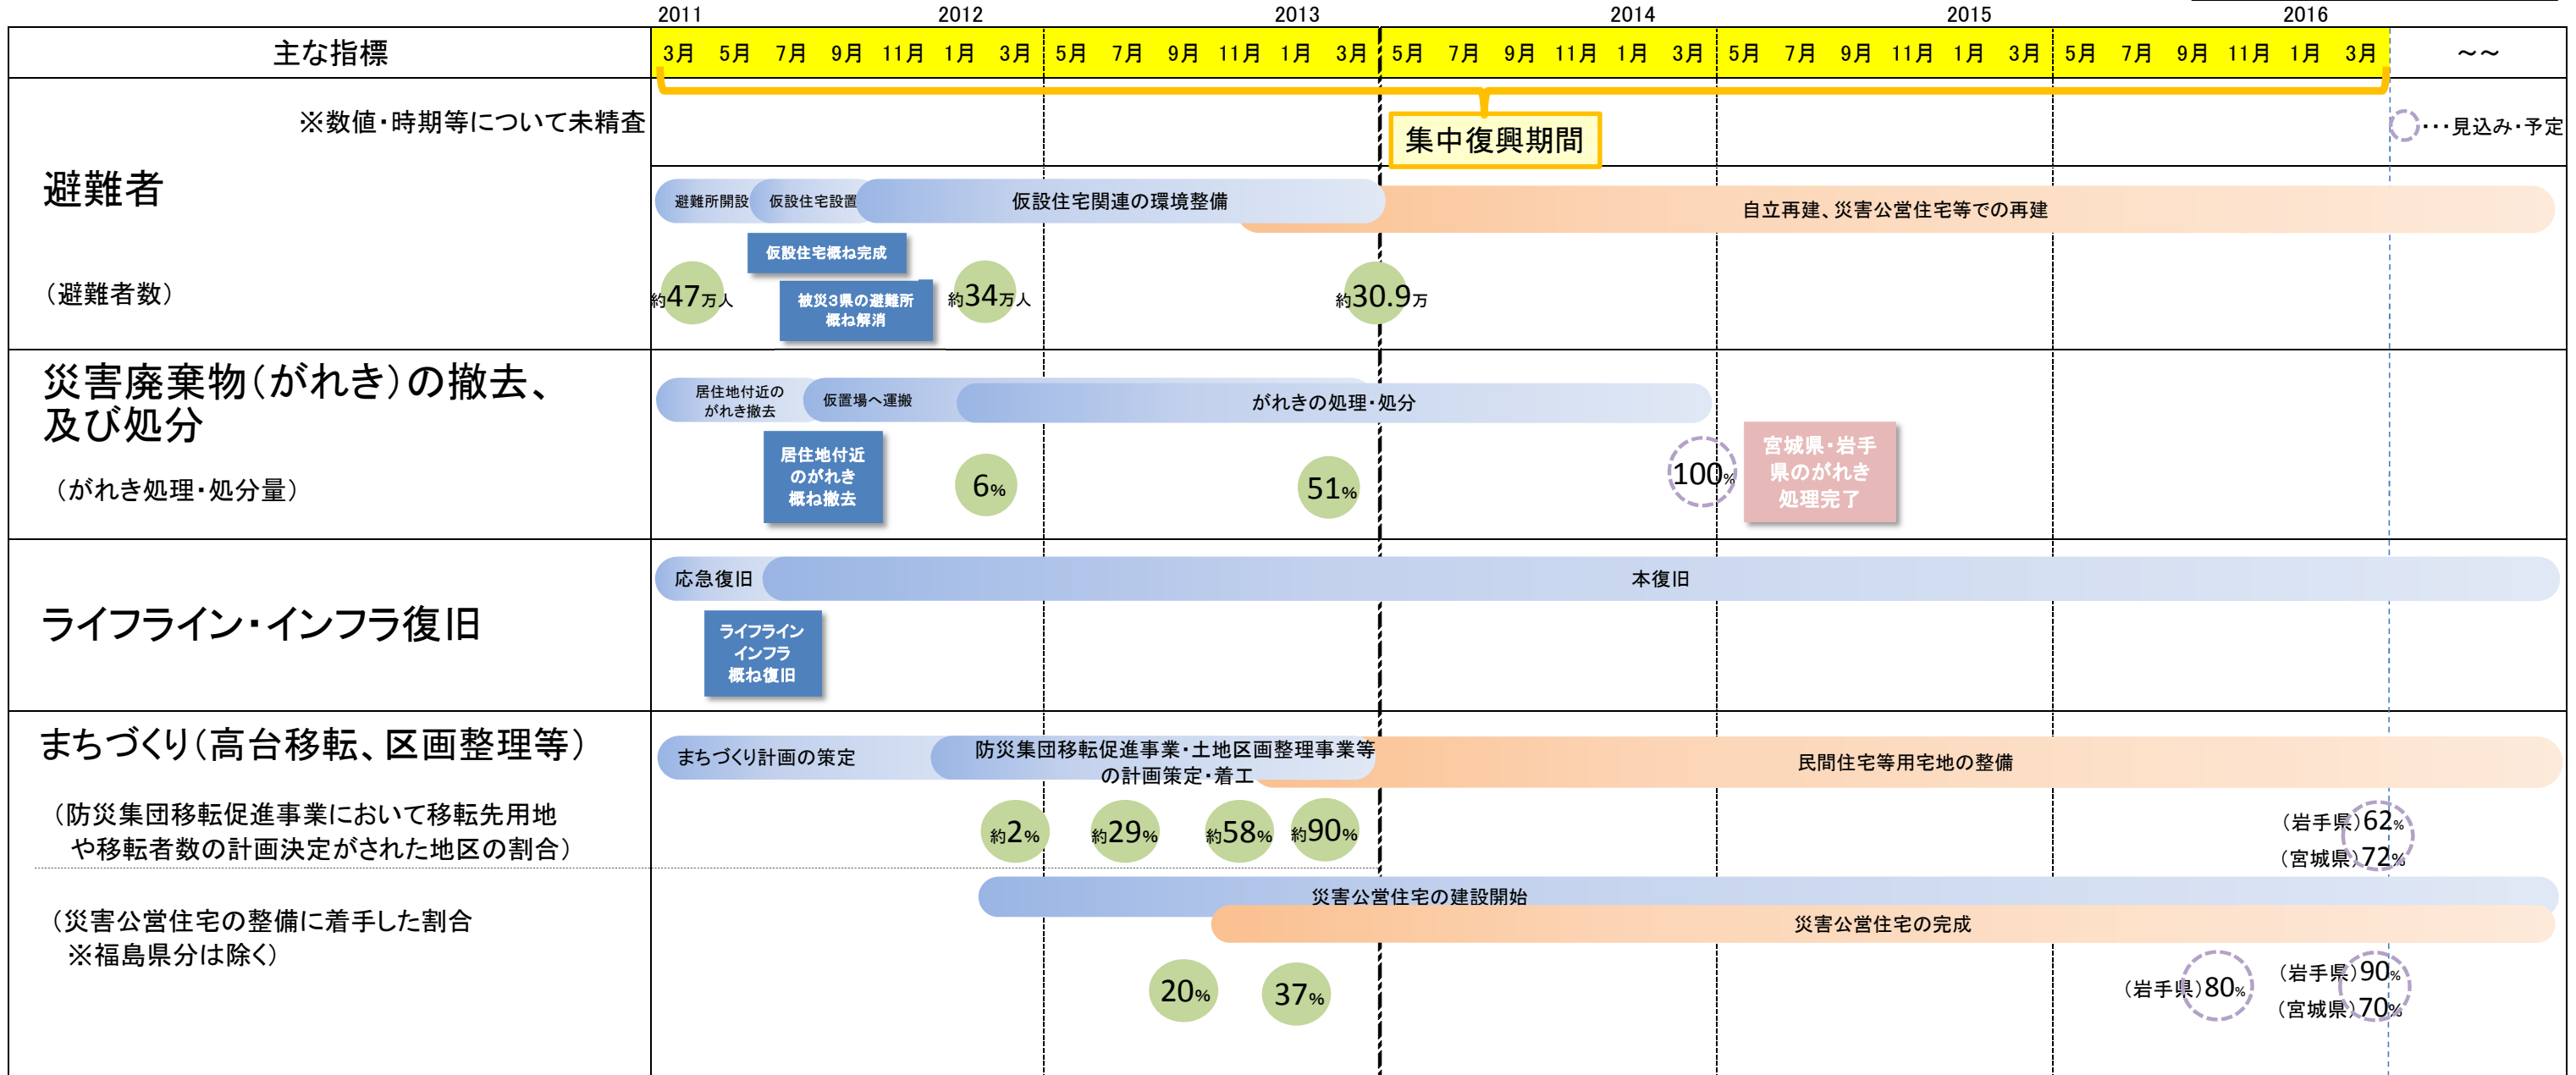 2011 2012 2013 2014 2015 2016
主な指標 3月 5月 7月 9月 11月 1月 3月 5月 7月 9月 11月 1月 3月 5月 7月 9月 11月 1月 3月 5月 7月 9月 11月 1月 3月 5月 7月 9月 11月 1月 3月 ~~
※数値・時期等について未精査
集中復興期間
・・・見込み・予定
避難者
避難所開設 仮設住宅設置 仮設住宅関連の環境整備 自立再建、災害公営住宅等での再建
仮設住宅概ね完成
(避難者数)
約47万人
被災3県の避難所
概ね解消
約34万人
約30.9万
災害廃棄物(がれき)の撤去、
及び処分
居住地付近の
がれき撤去
仮置場へ運搬
がれきの処理・処分
(がれき処理・処分量)
居住地付近
のがれき
概ね撤去
6%
51%
100%
宮城県・岩手
県のがれき
処理完了
ライフライン・インフラ復旧
応急復旧 本復旧
ライフライン
インフラ
概ね復旧
まちづくり(高台移転、区画整理等)
まちづくり計画の策定
防災集団移転促進事業・土地区画整理事業等
の計画策定・着工
民間住宅等用宅地の整備
(防災集団移転促進事業において移転先用地
や移転者数の計画決定がされた地区の割合)
約2% 約29% 約58% 約90%
(岩手県)62%
(宮城県)72%
災害公営住宅の建設開始
災害公営住宅の完成
(災害公営住宅の整備に着手した割合
※福島県分は除く)
20% 37%
(岩手県)80%
(岩手県)90%
(宮城県)70%